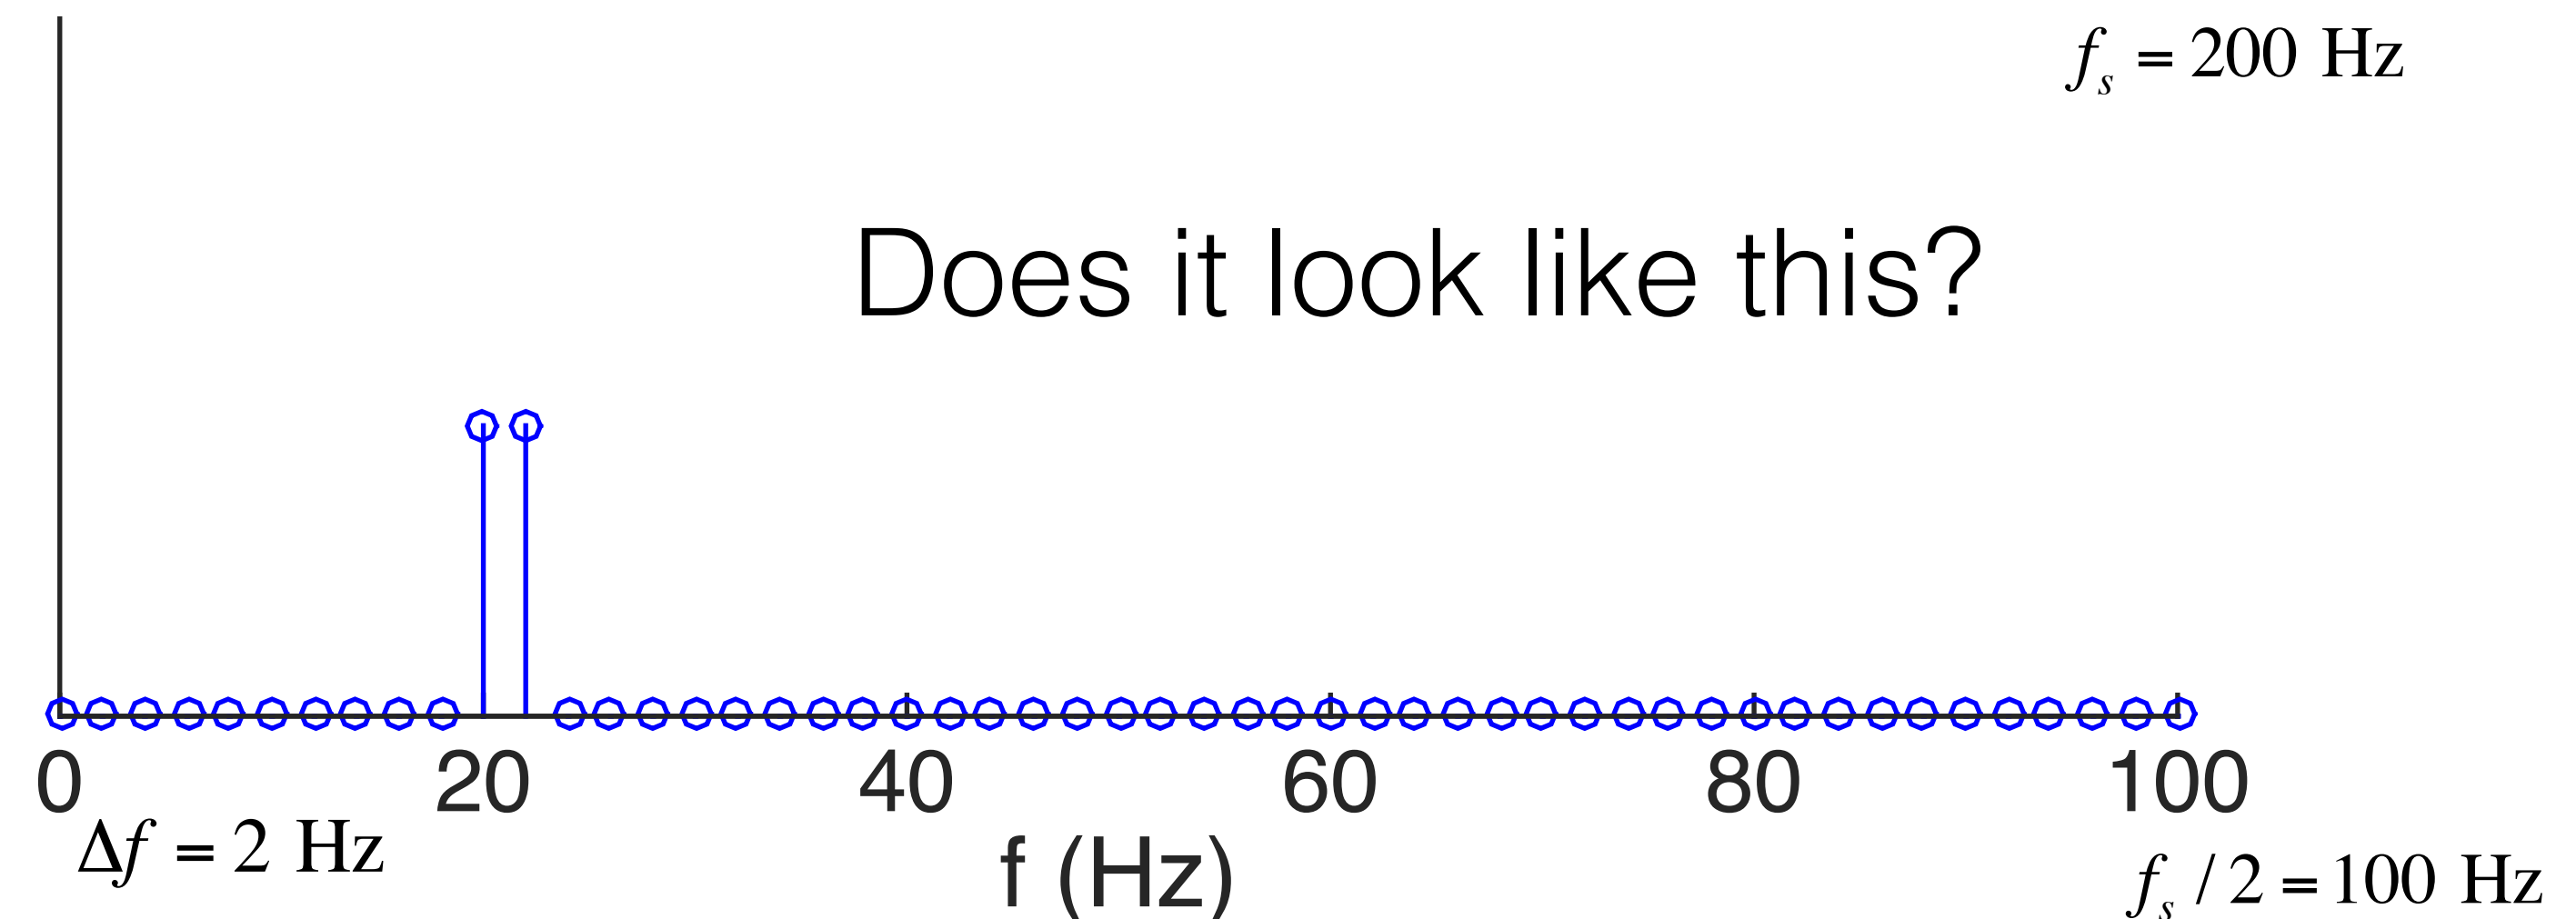 fs = 200 Hz
Does it look like this?
0 20 40 60 80 100
Δf = 2 Hz
f (Hz)
fs / 2 = 100 Hz